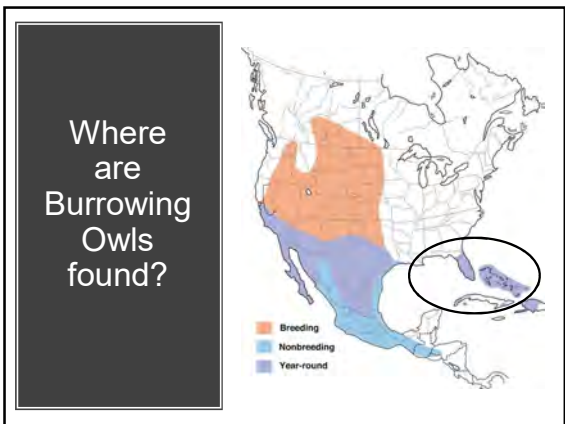 Where
are
Burrowing
Owls
found?
Breeding
Nonbreeding
Year-round